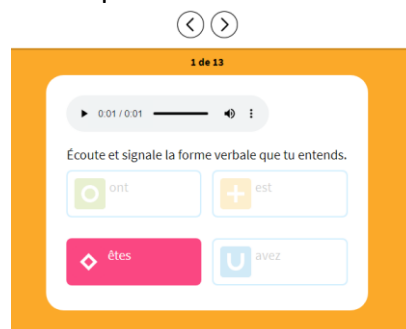 1 de 13
0:01 / 0:01
Écoute et signale la forme verbale que tu entends.
ont
est
êtes
avez